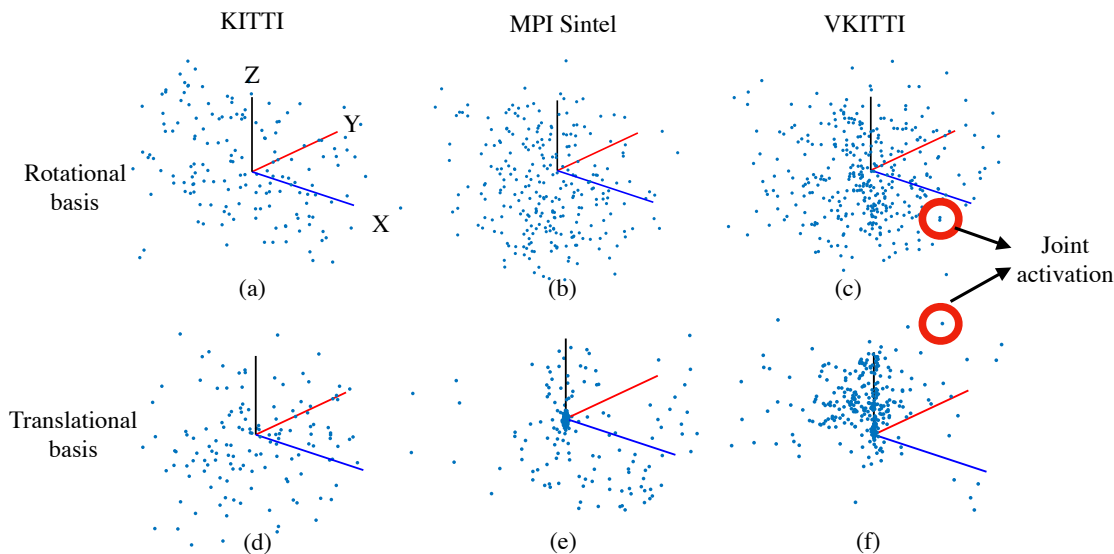 KITTI
MPI Sintel
VKITTI
Z
Y
X
Rotational
basis
(a)
(b)
(c)
Joint
activation
Translational
basis
(d)
(e)
(f)